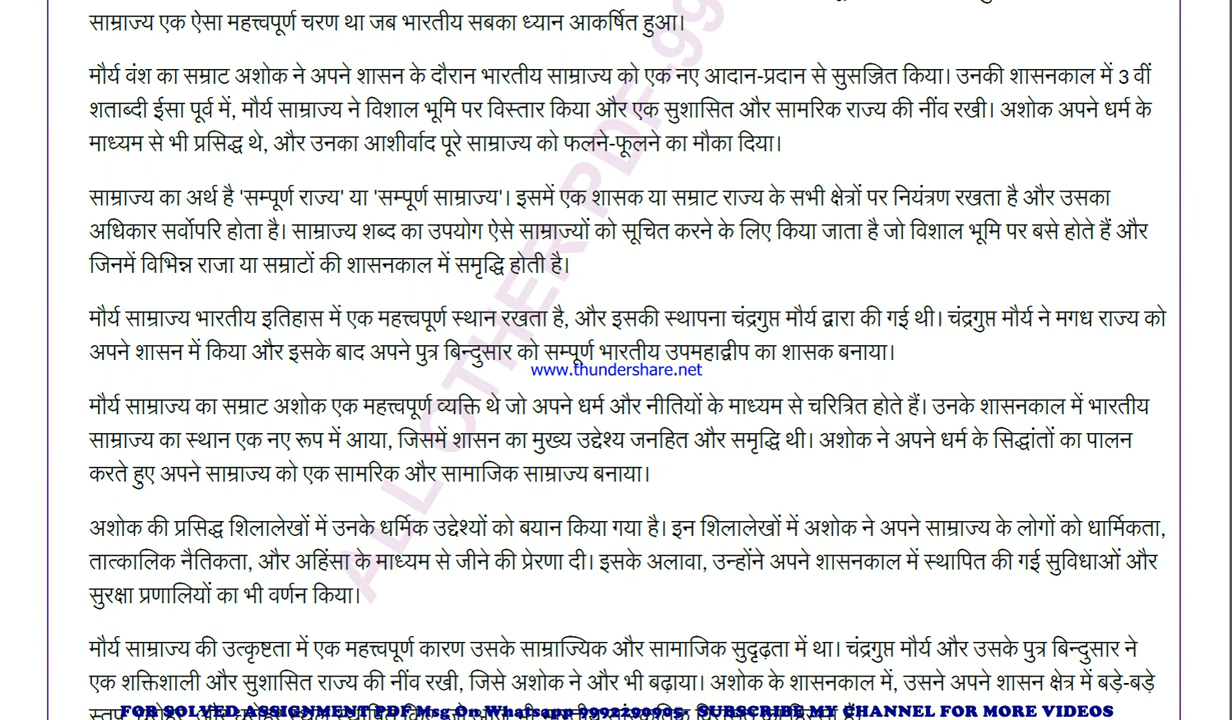 साम्राज्य एक ऐसा महत्त्वपूर्ण चरण था जब भारतीय सबका ध्यान आकर्षित हुआ।
मौर्य वंश का सम्राट अशोक ने अपने शासन के दौरान भारतीय साम्राज्य को एक नए आदान-प्रदान से सुसज्जित किया। उनकी शासनकाल में 3 वीं
शताब्दी ईसा पूर्व में, मौर्य साम्राज्य ने विशाल भूमि पर विस्तार किया और एक सुशासित और सामरिक राज्य की नींव रखी। अशोक अपने धर्म के
माध्यम से भी प्रसिद्ध थे, और उनका आशीर्वाद पूरे साम्राज्य को फलने-फूलने का मौका दिया।
साम्राज्य का अर्थ है 'सम्पूर्ण राज्य' या 'सम्पूर्ण साम्राज्य'। इसमें एक शासक या सम्राट राज्य के सभी क्षेत्रों पर नियंत्रण रखता है और उसका
अधिकार सर्वोपरि होता है। साम्राज्य शब्द का उपयोग ऐसे साम्राज्यों को सूचित करने के लिए किया जाता है जो विशाल भूमि पर बसे होते हैं और
जिनमें विभिन्न राजा या सम्राटों की शासनकाल में समृद्धि होती है।
मौर्य साम्राज्य भारतीय इतिहास में एक महत्त्वपूर्ण स्थान रखता है, और इसकी स्थापना चंद्रगुप्त मौर्य द्वारा की गई थी। चंद्रगुप्त मौर्य ने मगध राज्य को
अपने शासन में किया और इसके बाद अपने पुत्र बिन्दुसार को सम्पूर्ण भारतीय उपमहाद्वीप का शासक बनाया।
www.thundershare.net
मौर्य साम्राज्य का सम्राट अशोक एक महत्त्वपूर्ण व्यक्ति थे जो अपने धर्म और नीतियों के माध्यम से चरित्रित होते हैं। उनके शासनकाल में भारतीय
साम्राज्य का स्थान एक नए रूप में आया, जिसमें शासन का मुख्य उद्देश्य जनहित और समृद्धि थी। अशोक ने अपने धर्म के सिद्धांतों का पालन
करते हुए अपने साम्राज्य को एक सामरिक और सामाजिक साम्राज्य बनाया।
अशोक की प्रसिद्ध शिलालेखों में उनके धर्मिक उद्देश्यों को बयान किया गया है। इन शिलालेखों में अशोक ने अपने साम्राज्य के लोगों को धार्मिकता,
तात्कालिक नैतिकता, और अहिंसा के माध्यम से जीने की प्रेरणा दी। इसके अलावा, उन्होंने अपने शासनकाल में स्थापित की गई सुविधाओं और
सुरक्षा प्रणालियों का भी वर्णन किया।
मौर्य साम्राज्य की उत्कृष्टता में एक महत्त्वपूर्ण कारण उसके साम्राज्यिक और सामाजिक सुदृढ़ता में था। चंद्रगुप्त मौर्य और उसके पुत्र बिन्दुसार ने
एक शक्तिशाली और सुशासित राज्य की नींव रखी, जिसे अशोक ने और भी बढ़ाया। अशोक के शासनकाल में, उसने अपने शासन क्षेत्र में बड़े-बड़े
FOR SOLVED ASSIGNMENT PDF Msg On Whatsapp 9992290905, SUBSCRIBE MY CHANNEL FOR MORE VIDEOS
ALL OTHER PDF-99